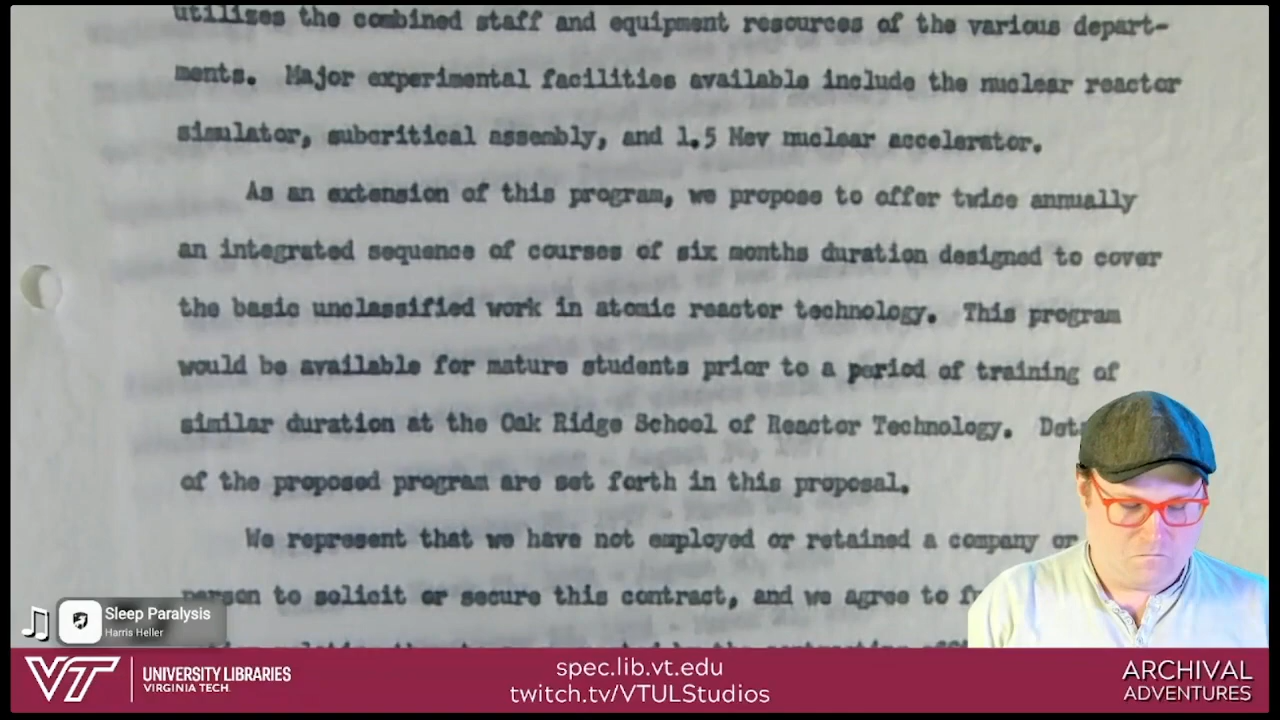 utilizes the combined staff and equipment resources of the various depart-
ments. Major experimental facilities available include the nuclear reactor
simulator, subcritical assembly, and 1.5 Mev nuclear accelerator.
As an extension of this program, we propose to offer twice annually
an integrated sequence of courses of six months duration designed to cover
the basic unclassified work in atomic reactor technology. This program
would be available for mature students prior to a period of training of
similar duration at the Oak Ridge School of Reactor Technology.
of the proposed program are set forth in this proposal.
We represent that we have not employed or retained a company or
person to solicit or secure this contract, and we agree to
Sleep Paralysis
Harris Heller
VT
UNIVERSITY LIBRARIES
VIRGINIA TECH
spec.lib.vt.edu
twitch.tv/VTULStudios
ARCHIVAL
ADVENTURES